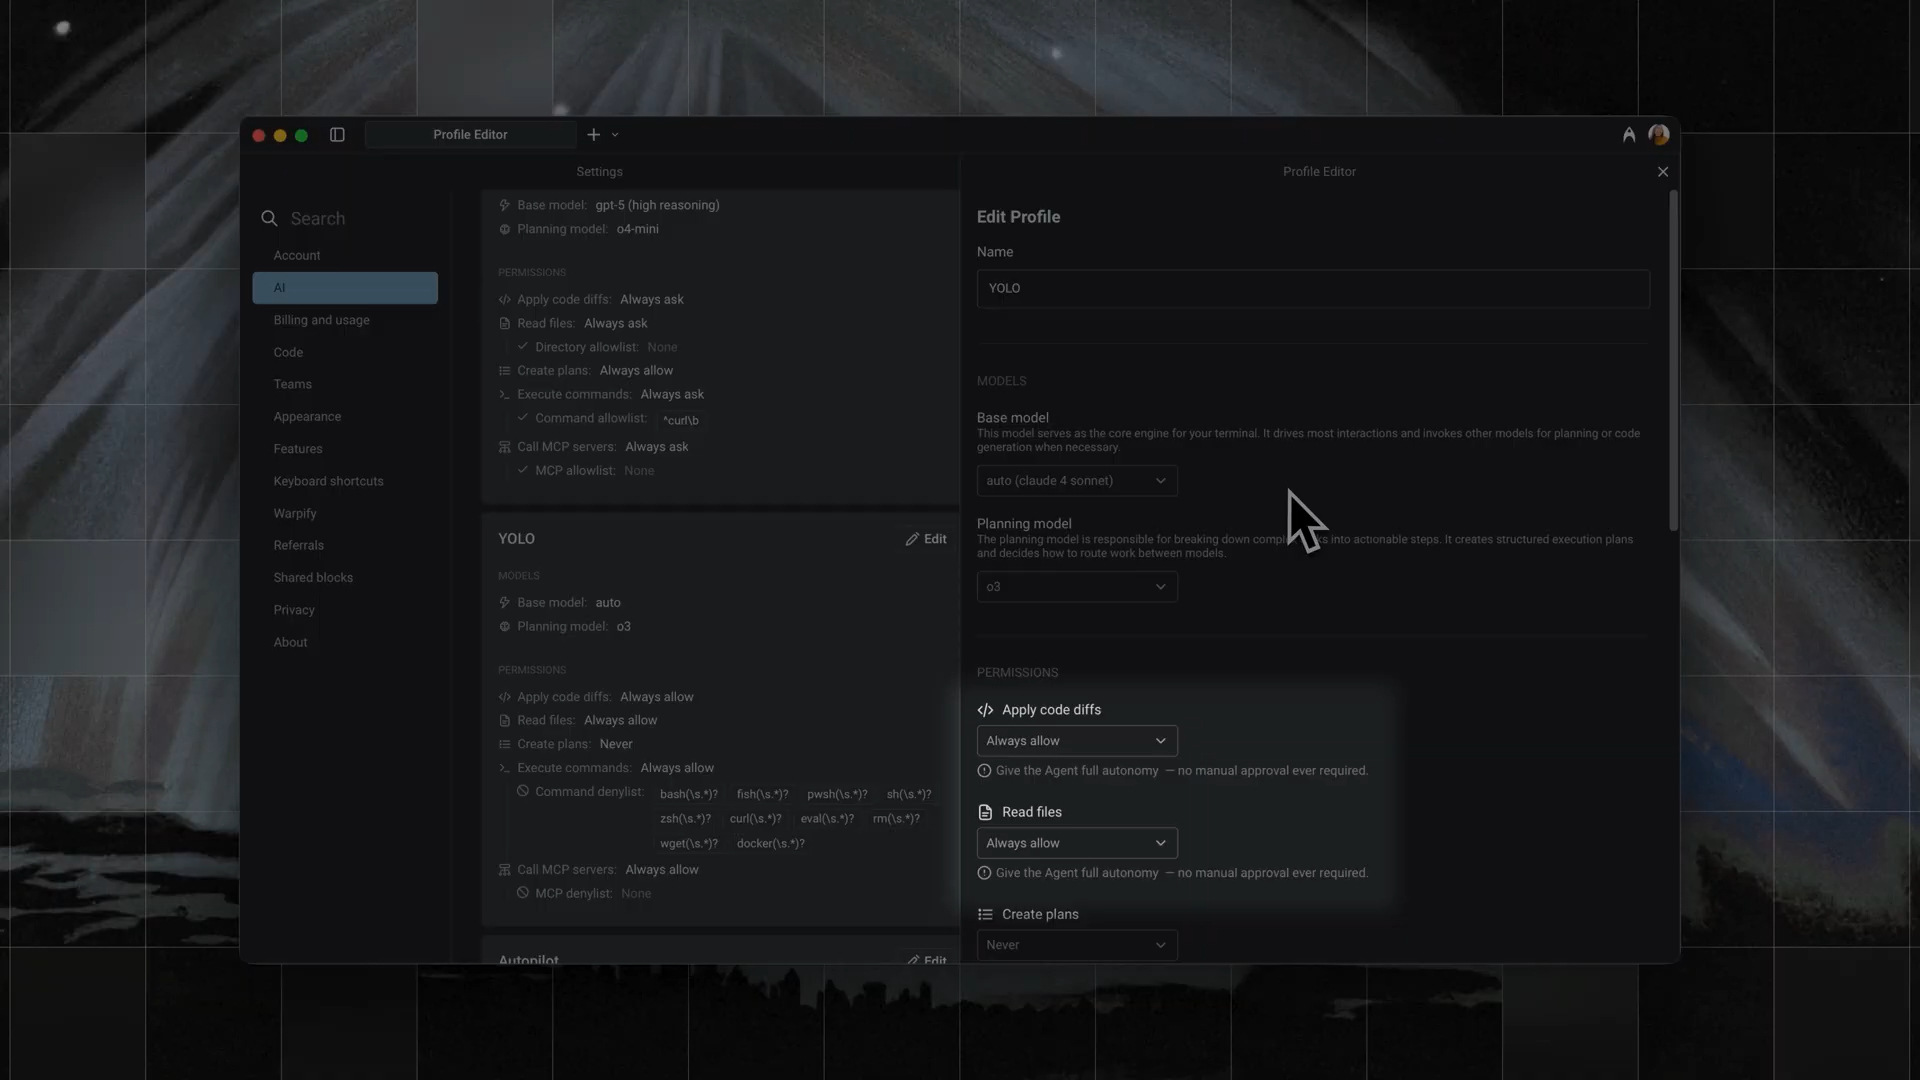 Profile Editor
Settings
Profile Editor
Search
Account
AI
Billing and usage
Code
Teams
Appearance
Features
Keyboard shortcuts
Warpify
Referrals
Shared blocks
Privacy
About
Base model: gpt-5 (high reasoning)
Planning model: o4-mini
PERMISSIONS
Apply code diffs: Always ask
Read files: Always ask
Directory allowlist: None
Create plans: Always allow
Execute commands: Always ask
Command allowlist: ^curl\b
Call MCP servers: Always ask
MCP allowlist: None
YOLO
Edit
MODELS
Base model: auto
Planning model: o3
PERMISSIONS
Apply code diffs: Always allow
Read files: Always allow
Create plans: Never
Execute commands: Always allow
Command denylist: bash(\s.*)? fish(\s.*)? pwsh(\s.*)? sh(\s.*)?
zsh(\s.*)? curl(\s.*)? eval(\s.*)? rm(\s.*)?
wget(\s.*)? docker(\s.*)?
Call MCP servers: Always allow
MCP denylist: None
Autopilot
Edit
Edit Profile
Name
YOLO
MODELS
Base model
This model serves as the core engine for your terminal. It drives most interactions and invokes other models for planning or code
generation when necessary.
auto (claude 4 sonnet)
Planning model
The planning model is responsible for breaking down into actionable steps. It creates structured execution plans
and decides how to route work between models.
o3
PERMISSIONS
Apply code diffs
Always allow
Give the Agent full autonomy — no manual approval ever required.
Read files
Always allow
Give the Agent full autonomy — no manual approval ever required.
Create plans
Never